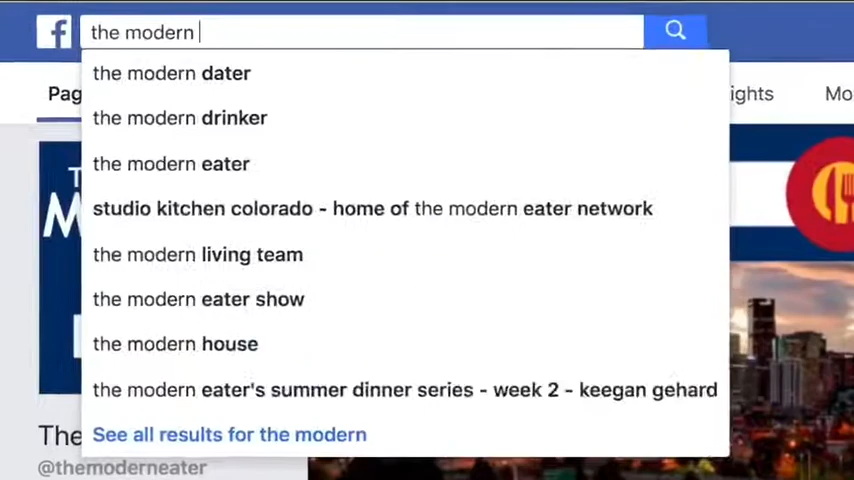 f
the modern
Pag
ights
Mo
the modern dater
the modern drinker
the modern eater
studio kitchen colorado - home of the modern eater network
the modern living team
the modern eater show
the modern house
the modern eater's summer dinner series - week 2 - keegan gehard
See all results for the modern
T
M
The
@themoderneater